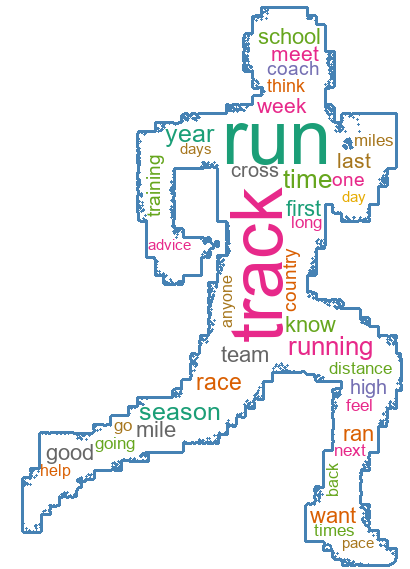 school
meet
coach
think
week
year
run
miles
days
last
cross
time
one
training
day
first
track
long
advice
country
anyone
know
team
running
distance
race
high
feel
season
go
mile
ran
going
good
next
help
back
want
times
pace